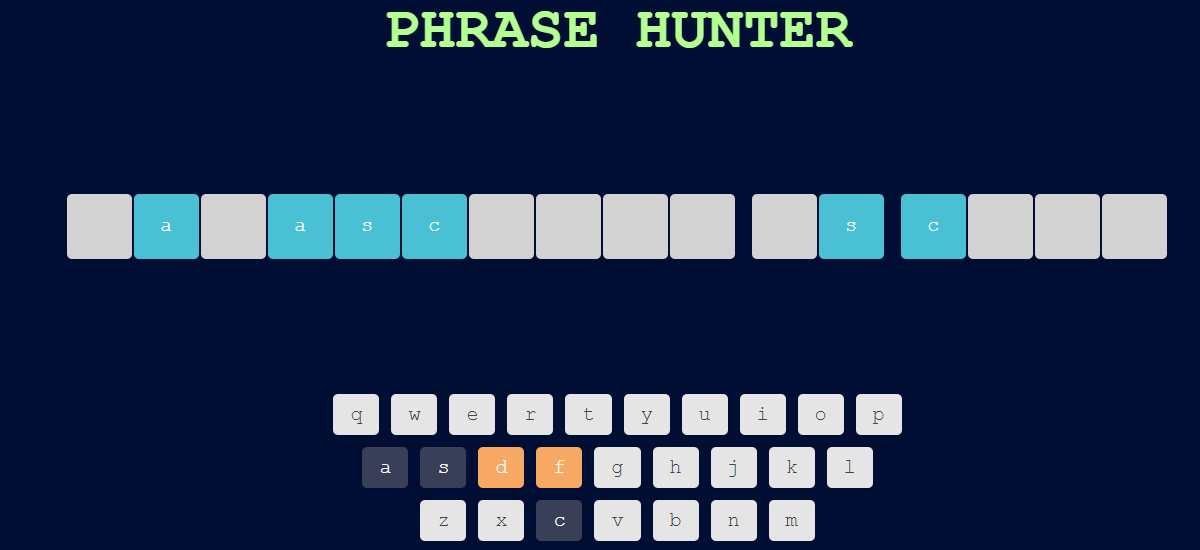 PHRASE HUNTER
a a s c s c
q w e r t y u i o p
a s d f g h j k l
z x c v b n m